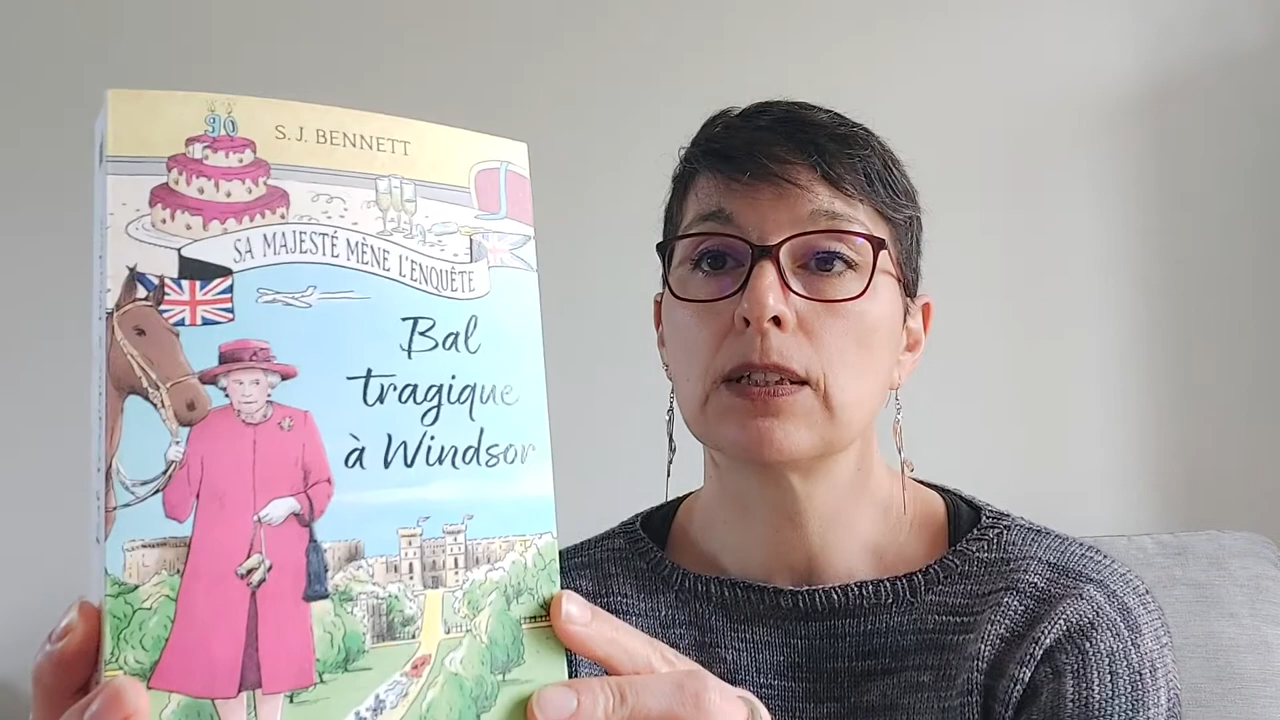 90
S. J. BENNETT
SA MAJESTÉ MÈNE L'ENQUÊTE
Bal
tragique
à Windsor